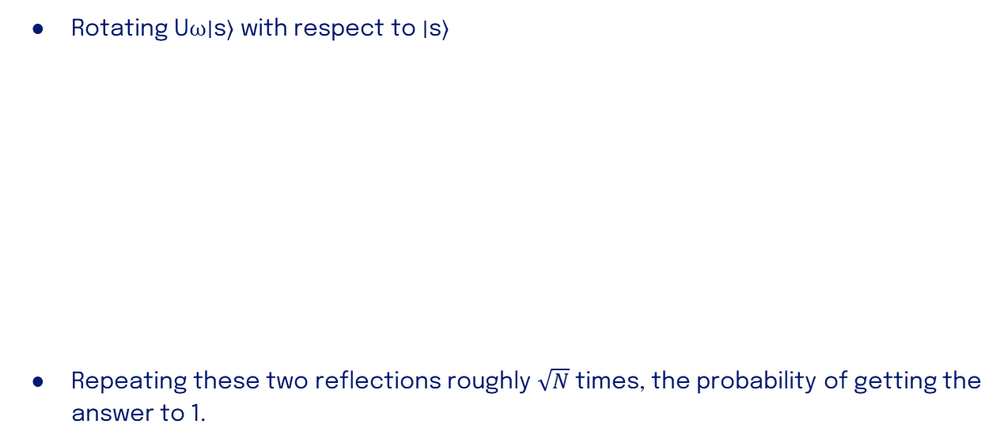 ● Rotating Uω|s⟩ with respect to |s⟩
● Repeating these two reflections roughly √N times, the probability of getting the
answer to 1.